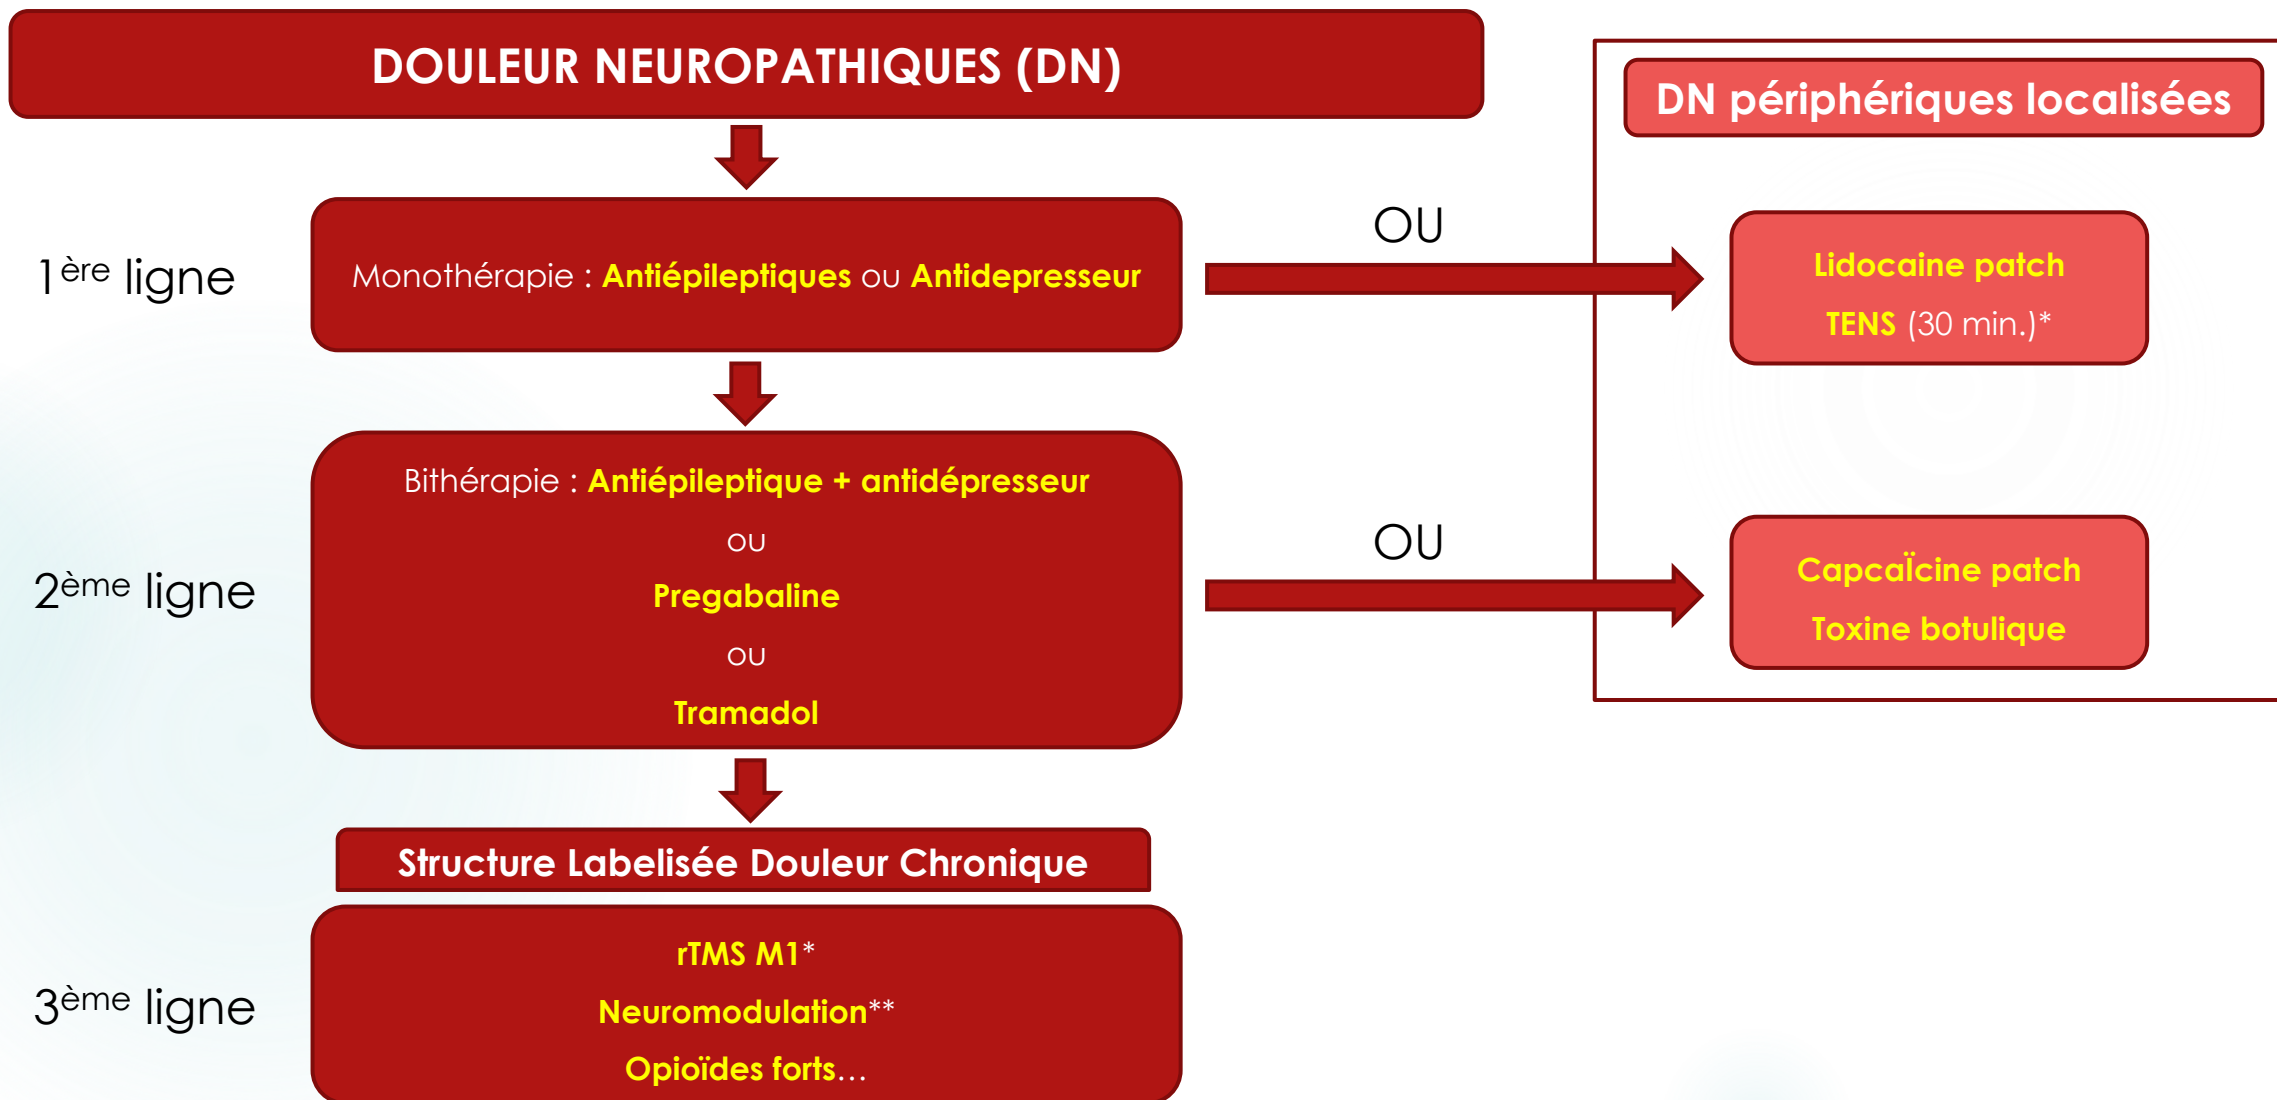 DOULEUR NEUROPATHIQUES (DN)
DN périphériques localisées
1ère ligne
Monothérapie : Antiépileptiques ou Antidepresseur
OU
Lidocaine patch
TENS (30 min.)*
2ème ligne
Bithérapie : Antiépileptique + antidépresseur
ou
Pregabaline
ou
Tramadol
OU
CapcaÏcine patch
Toxine botulique
Structure Labelisée Douleur Chronique
3ème ligne
rTMS M1*
Neuromodulation**
Opioïdes forts…